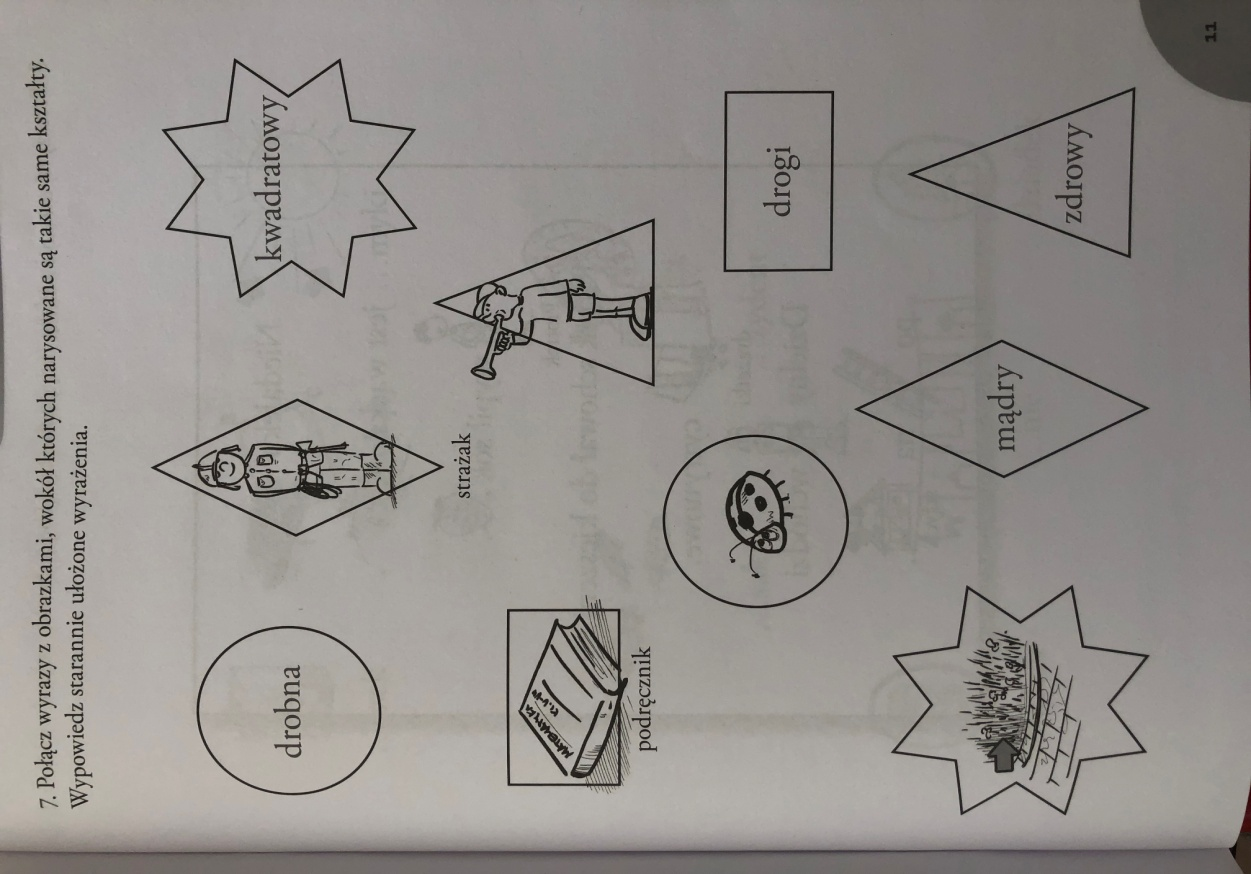 7. Połącz wyrazy z obrazkami, wokół których narysowane są takie same kształty.
Wypowiedz starannie ułożone wyrażenia.
drobna
strażak
kwadratowy
MATEMATYKA
podręcznik
mądry
drogi
zdrowy
11